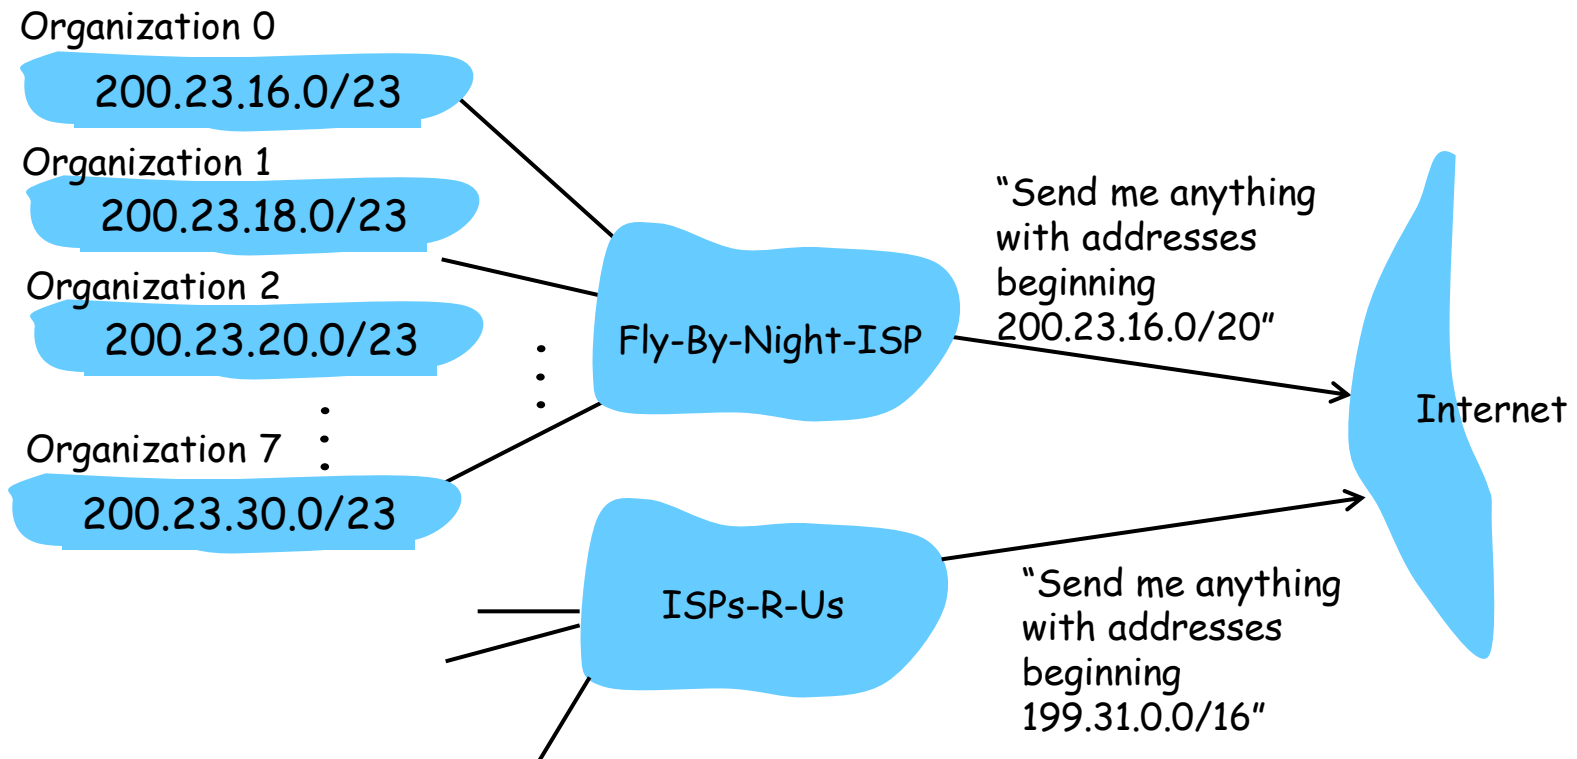 Organization 0
200.23.16.0/23
Organization 1
200.23.18.0/23
Organization 2
200.23.20.0/23
Organization 7
200.23.30.0/23
Fly-By-Night-ISP
“Send me anything
with addresses
beginning
200.23.16.0/20”
Internet
ISPs-R-Us
“Send me anything
with addresses
beginning
199.31.0.0/16”